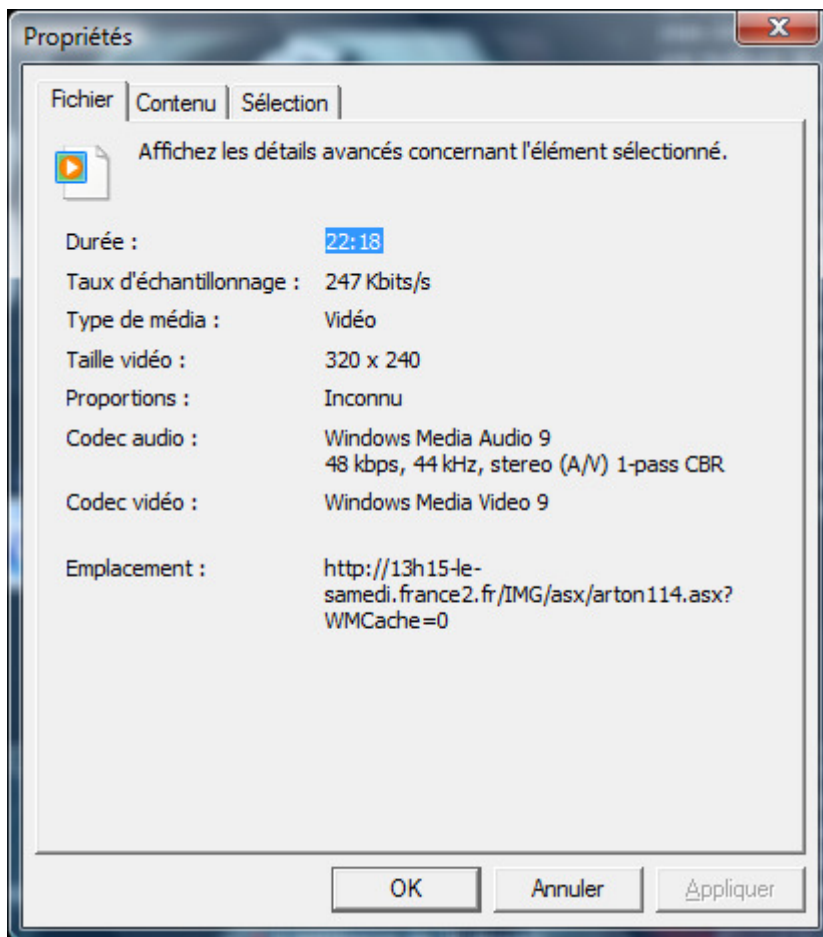 Propriétés
Fichier Contenu Sélection
Affichez les détails avancés concernant l'élément sélectionné.
Durée : 22:18
Taux d'échantillonnage : 247 Kbits/s
Type de média : Vidéo
Taille vidéo : 320 x 240
Proportions : Inconnu
Codec audio : Windows Media Audio 9
48 kbps, 44 kHz, stereo (A/V) 1-pass CBR
Codec vidéo : Windows Media Video 9
Emplacement : http://13h15-le-
samedi.france2.fr/IMG/asx/arton114.asx?
WMCache=0
OK Annuler Appliquer